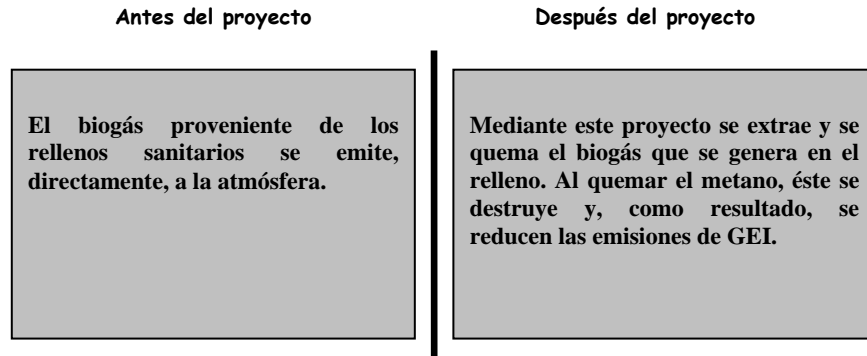 Antes del proyecto
Después del proyecto
El biogás proveniente de los
rellenos sanitarios se emite,
directamente, a la atmósfera.
Mediante este proyecto se extrae y se
quema el biogás que se genera en el
relleno. Al quemar el metano, éste se
destruye y, como resultado, se
reducen las emisiones de GEI.